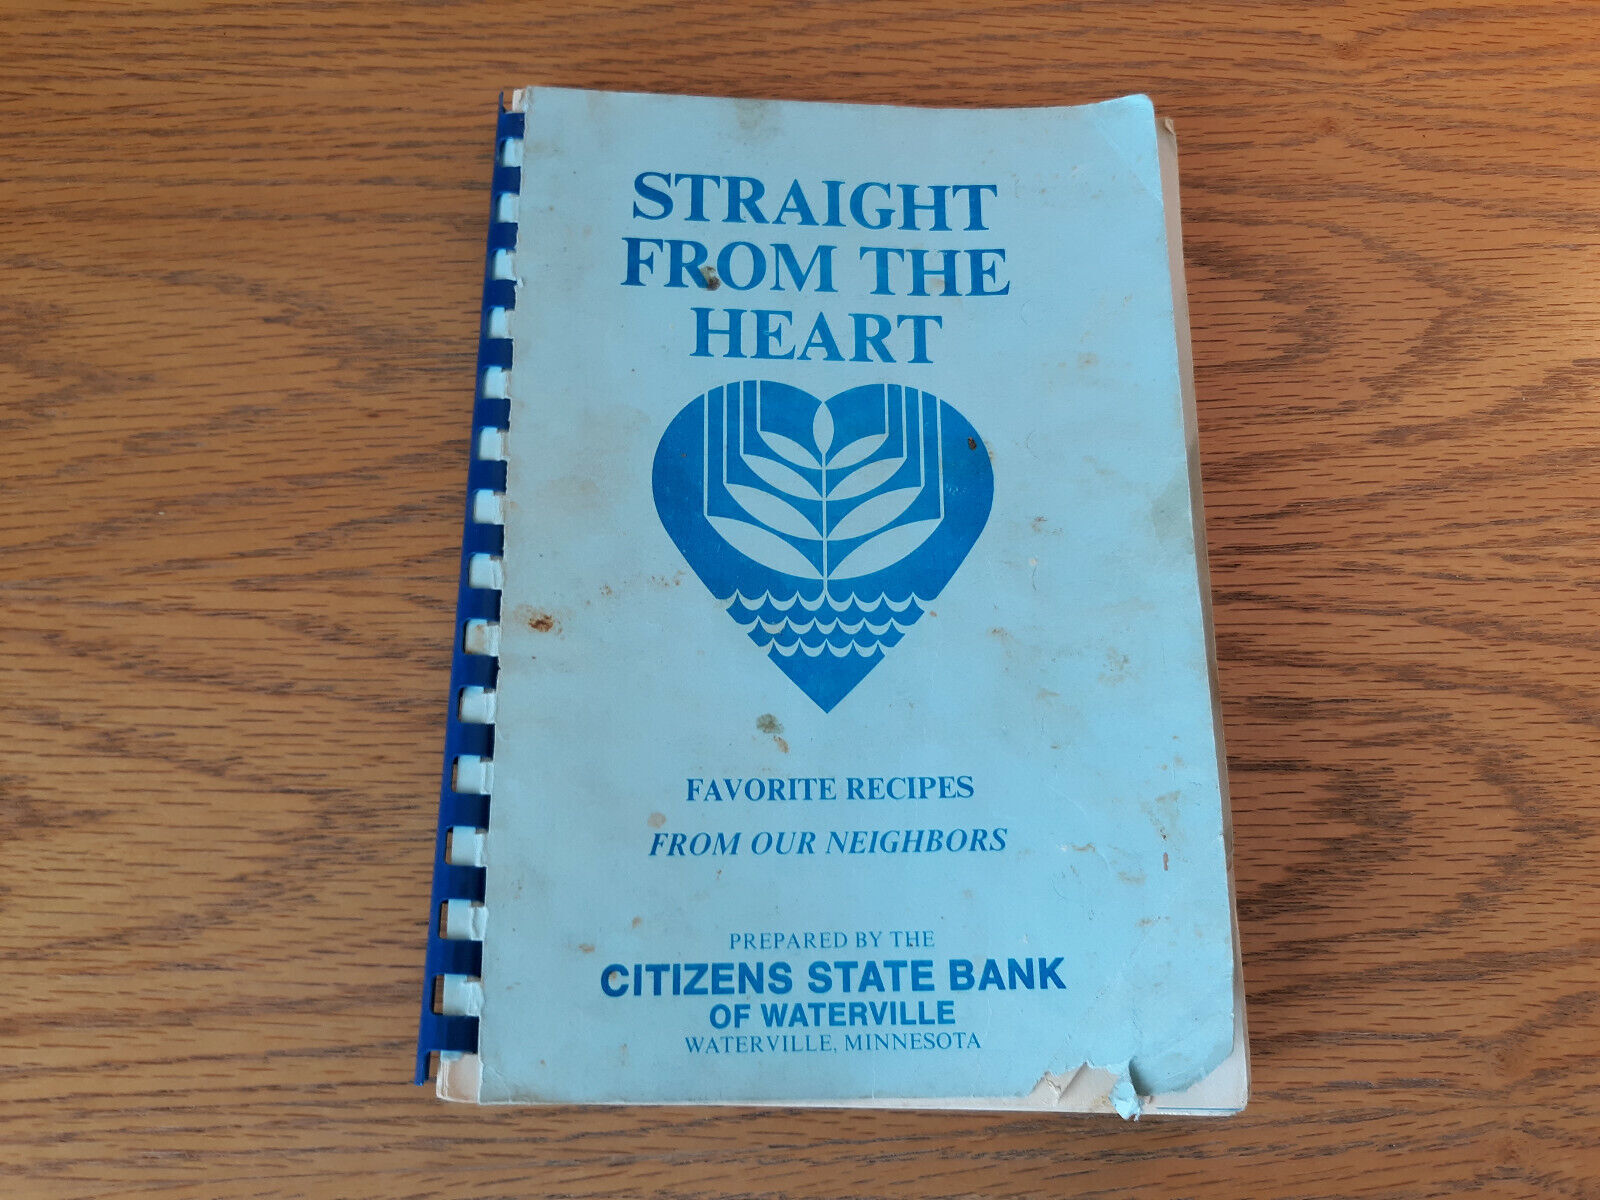 STRAIGHT
FROM THE
HEART
FAVORITE RECIPES
FROM OUR NEIGHBORS
PREPARED BY THE
CITIZENS STATE BANK
OF WATERVILLE
WATERVILLE, MINNESOTA